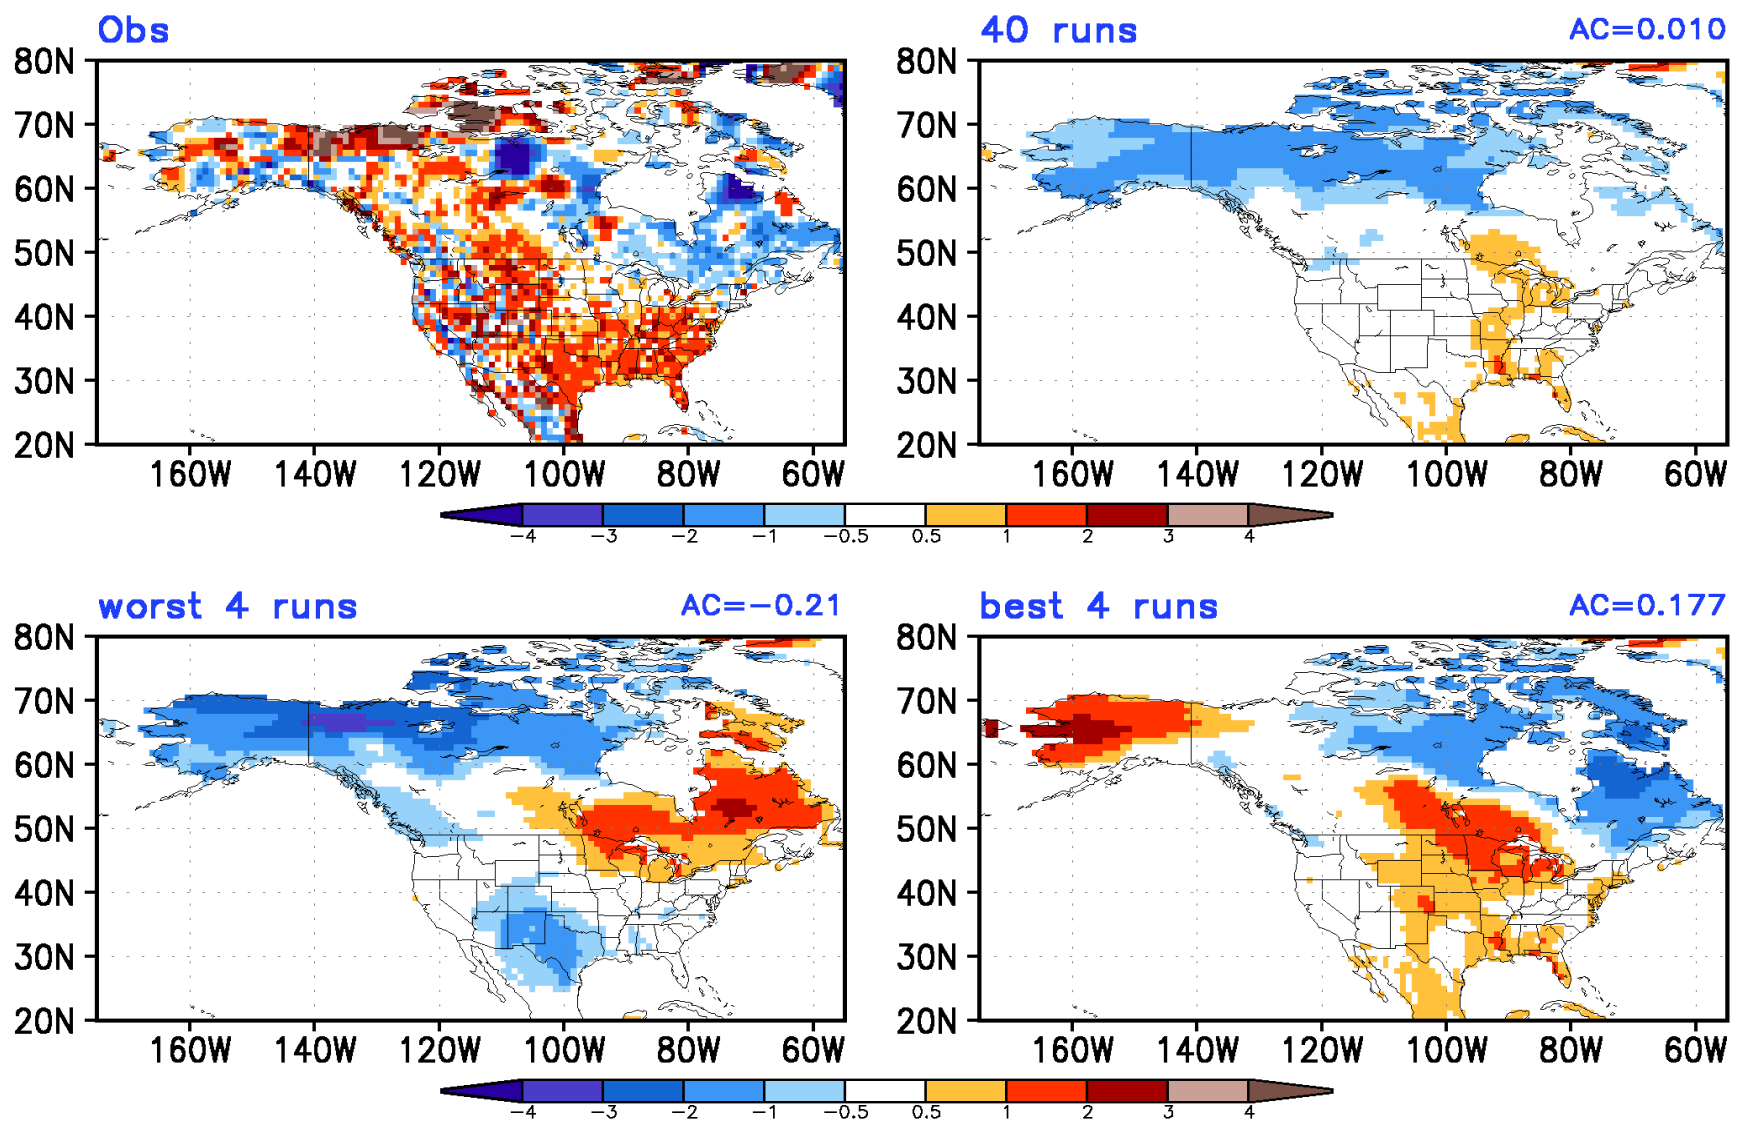 Obs
40 runs AC=0.010
80N 80N
70N 70N
60N 60N
50N 50N
40N 40N
30N 30N
20N 20N
160W 140W 120W 100W 80W 60W 160W 140W 120W 100W 80W 60W
−4 −3 −2 −1 −0.5 0.5 1 2 3 4
worst 4 runs AC=−0.21
best 4 runs AC=0.177
80N 80N
70N 70N
60N 60N
50N 50N
40N 40N
30N 30N
20N 20N
160W 140W 120W 100W 80W 60W 160W 140W 120W 100W 80W 60W
−4 −3 −2 −1 −0.5 0.5 1 2 3 4